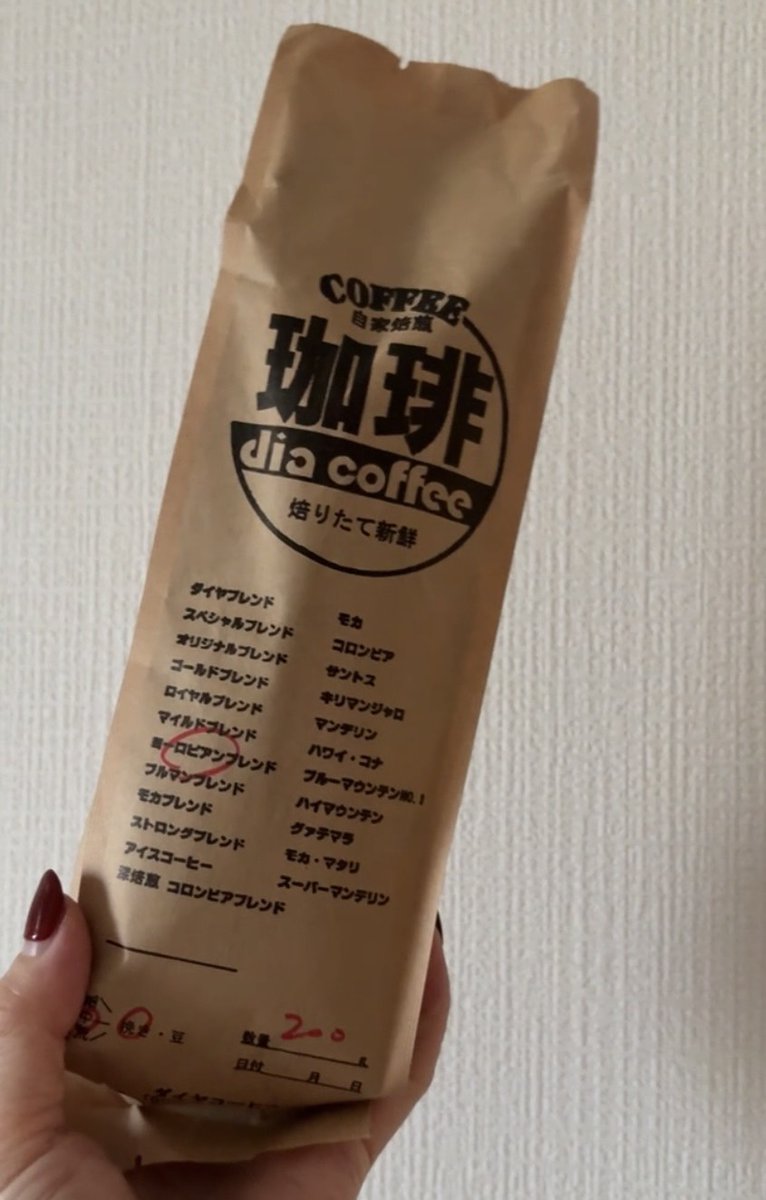 COFFEE
自家焙煎
珈琲
dia coffee
焙りたて新鮮
ダイヤブレンド
スペシャルブレンド
オリジナルブレンド
ゴールドブレンド
ロイヤルブレンド
マイルドブレンド
ヨーロピアンブレンド
ブルマンブレンド
モカブレンド
ストロングブレンド
アイスコーヒー
深焙煎 コロンビアブレンド
モカ
コロンビア
サントス
キリマンジャロ
マンデリン
ハワイ・コナ
ブルーマウンテンNO.1
ハイマウンテン
グァテマラ
モカ・マタリ
スーパーマンデリン
挽・豆
数量 200 g
日付 月 日